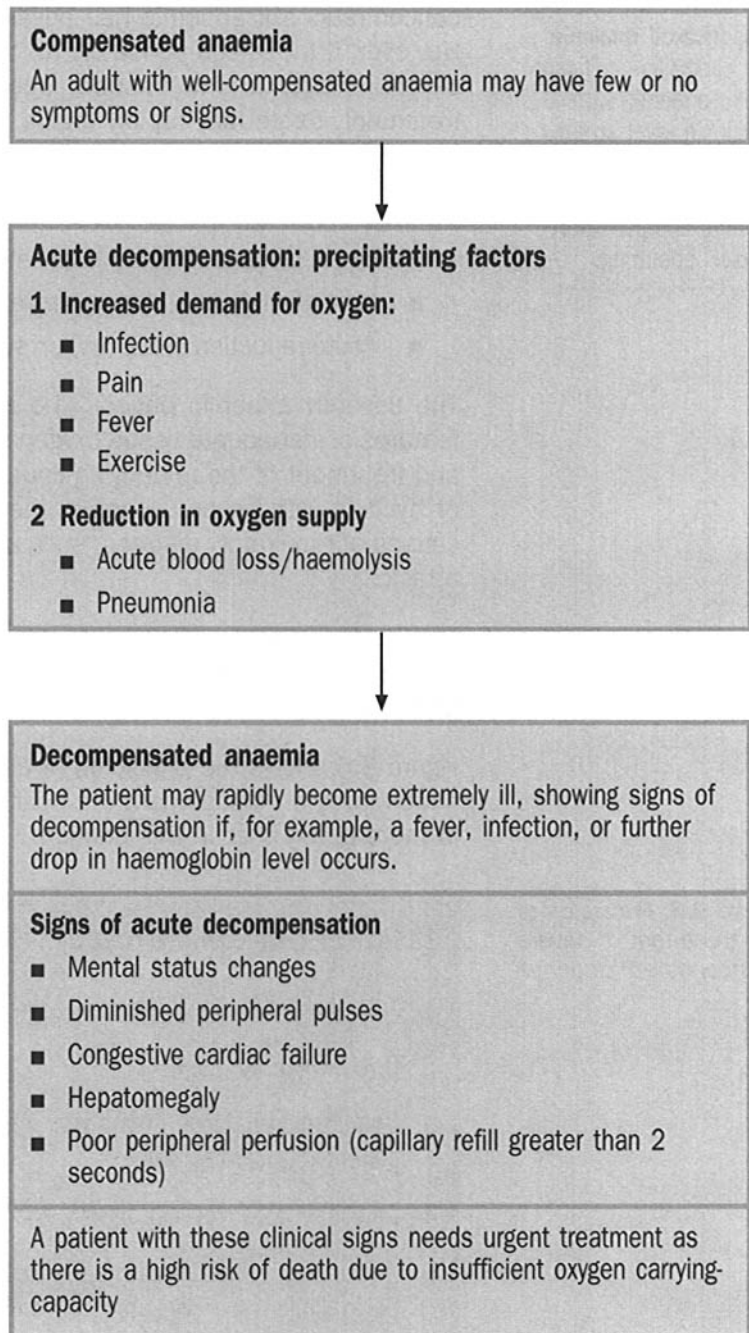 Compensated anaemia
An adult with well-compensated anaemia may have few or no
symptoms or signs.
Acute decompensation: precipitating factors
1 Increased demand for oxygen:
■ Infection
■ Pain
■ Fever
■ Exercise
2 Reduction in oxygen supply
■ Acute blood loss/haemolysis
■ Pneumonia
Decompensated anaemia
The patient may rapidly become extremely ill, showing signs of
decompensation if, for example, a fever, infection, or further
drop in haemoglobin level occurs.
Signs of acute decompensation
■ Mental status changes
■ Diminished peripheral pulses
■ Congestive cardiac failure
■ Hepatomegaly
■ Poor peripheral perfusion (capillary refill greater than 2
seconds)
A patient with these clinical signs needs urgent treatment as
there is a high risk of death due to insufficient oxygen carrying-
capacity